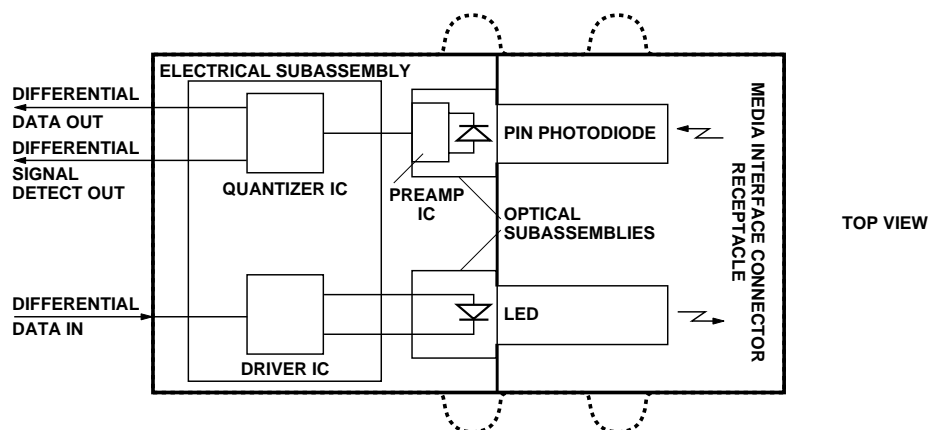 ELECTRICAL SUBASSEMBLY
DIFFERENTIAL
DATA OUT
DIFFERENTIAL
SIGNAL
DETECT OUT
QUANTIZER IC
PREAMP
IC
PIN PHOTODIODE
OPTICAL
SUBASSEMBLIES
DIFFERENTIAL
DATA IN
DRIVER IC
LED
MEDIA INTERFACE CONNECTOR
RECEPTACLE
TOP VIEW